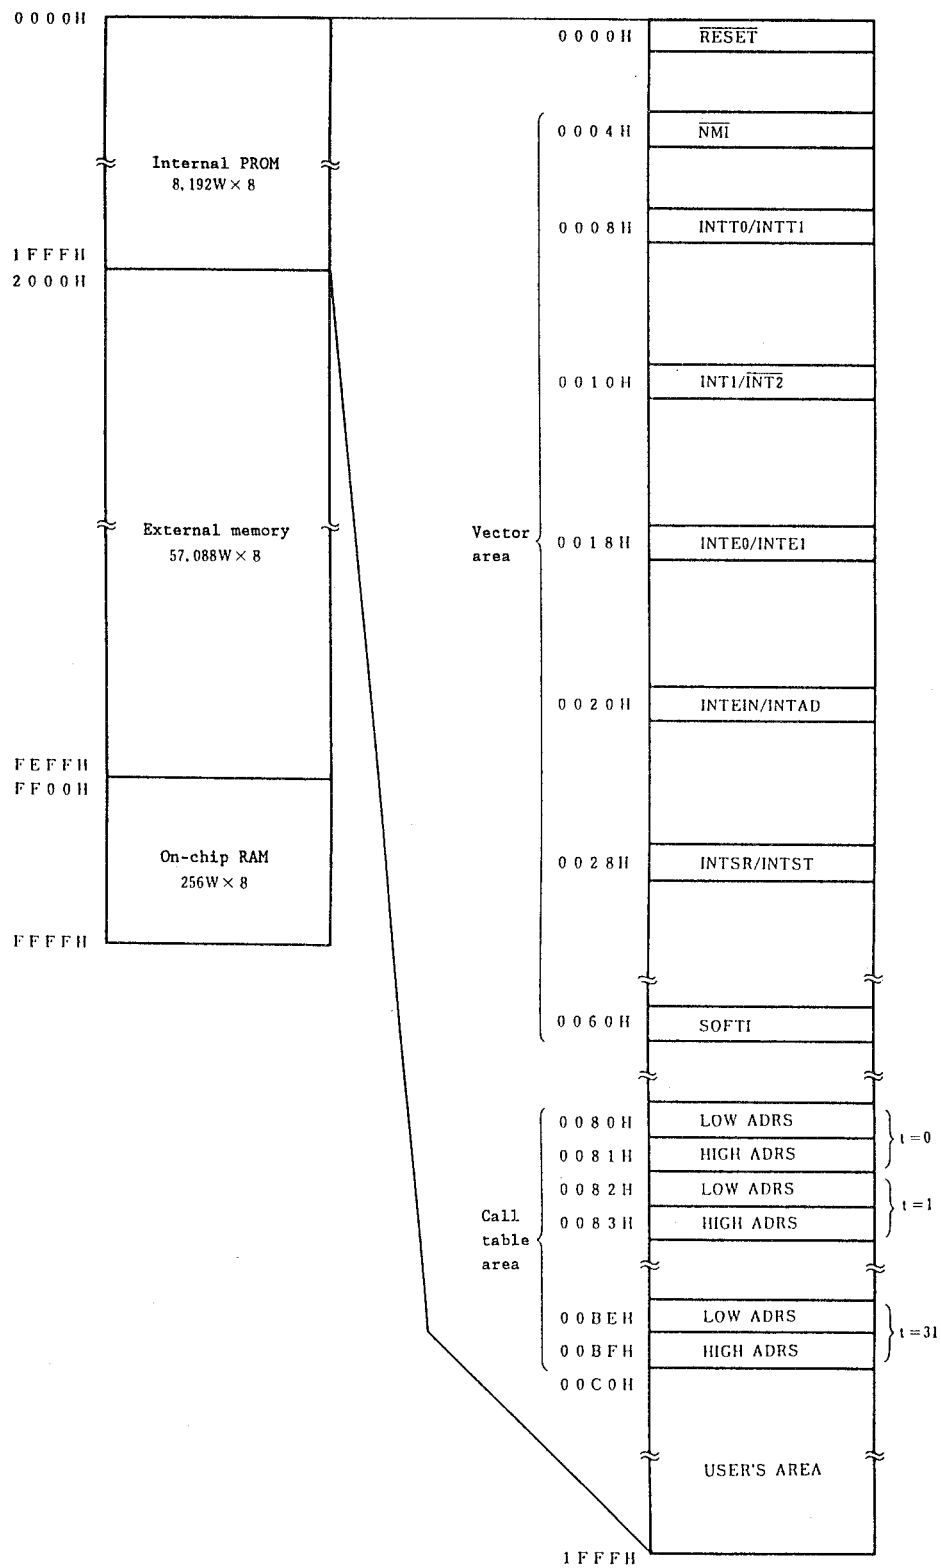 0000H
Internal PROM
8,192W × 8
1FFFH
2000H
External memory
57,088W × 8
FEFFH
FF00H
On-chip RAM
256W × 8
FFFFH
0000H RESET
Vector area
0004H NMI
0008H INTT0/INTT1
0010H INT1/INT2
0018H INTE0/INTE1
0020H INTEIN/INTAD
0028H INTSR/INTST
0060H SOFTI
Call table area
0080H LOW ADRS
0081H HIGH ADRS
t=0
0082H LOW ADRS
0083H HIGH ADRS
t=1
00BEH LOW ADRS
00BFH HIGH ADRS
t=31
00C0H
USER'S AREA
1FFFH